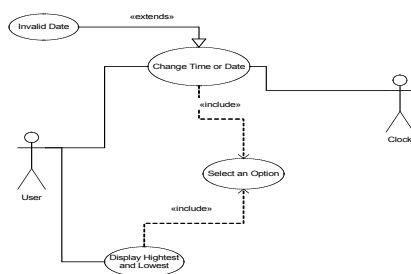 «extends»
Invalid Date
Change Time or Date
«include»
Clock
Select an Option
User
«include»
Display Hightest
and Lowest